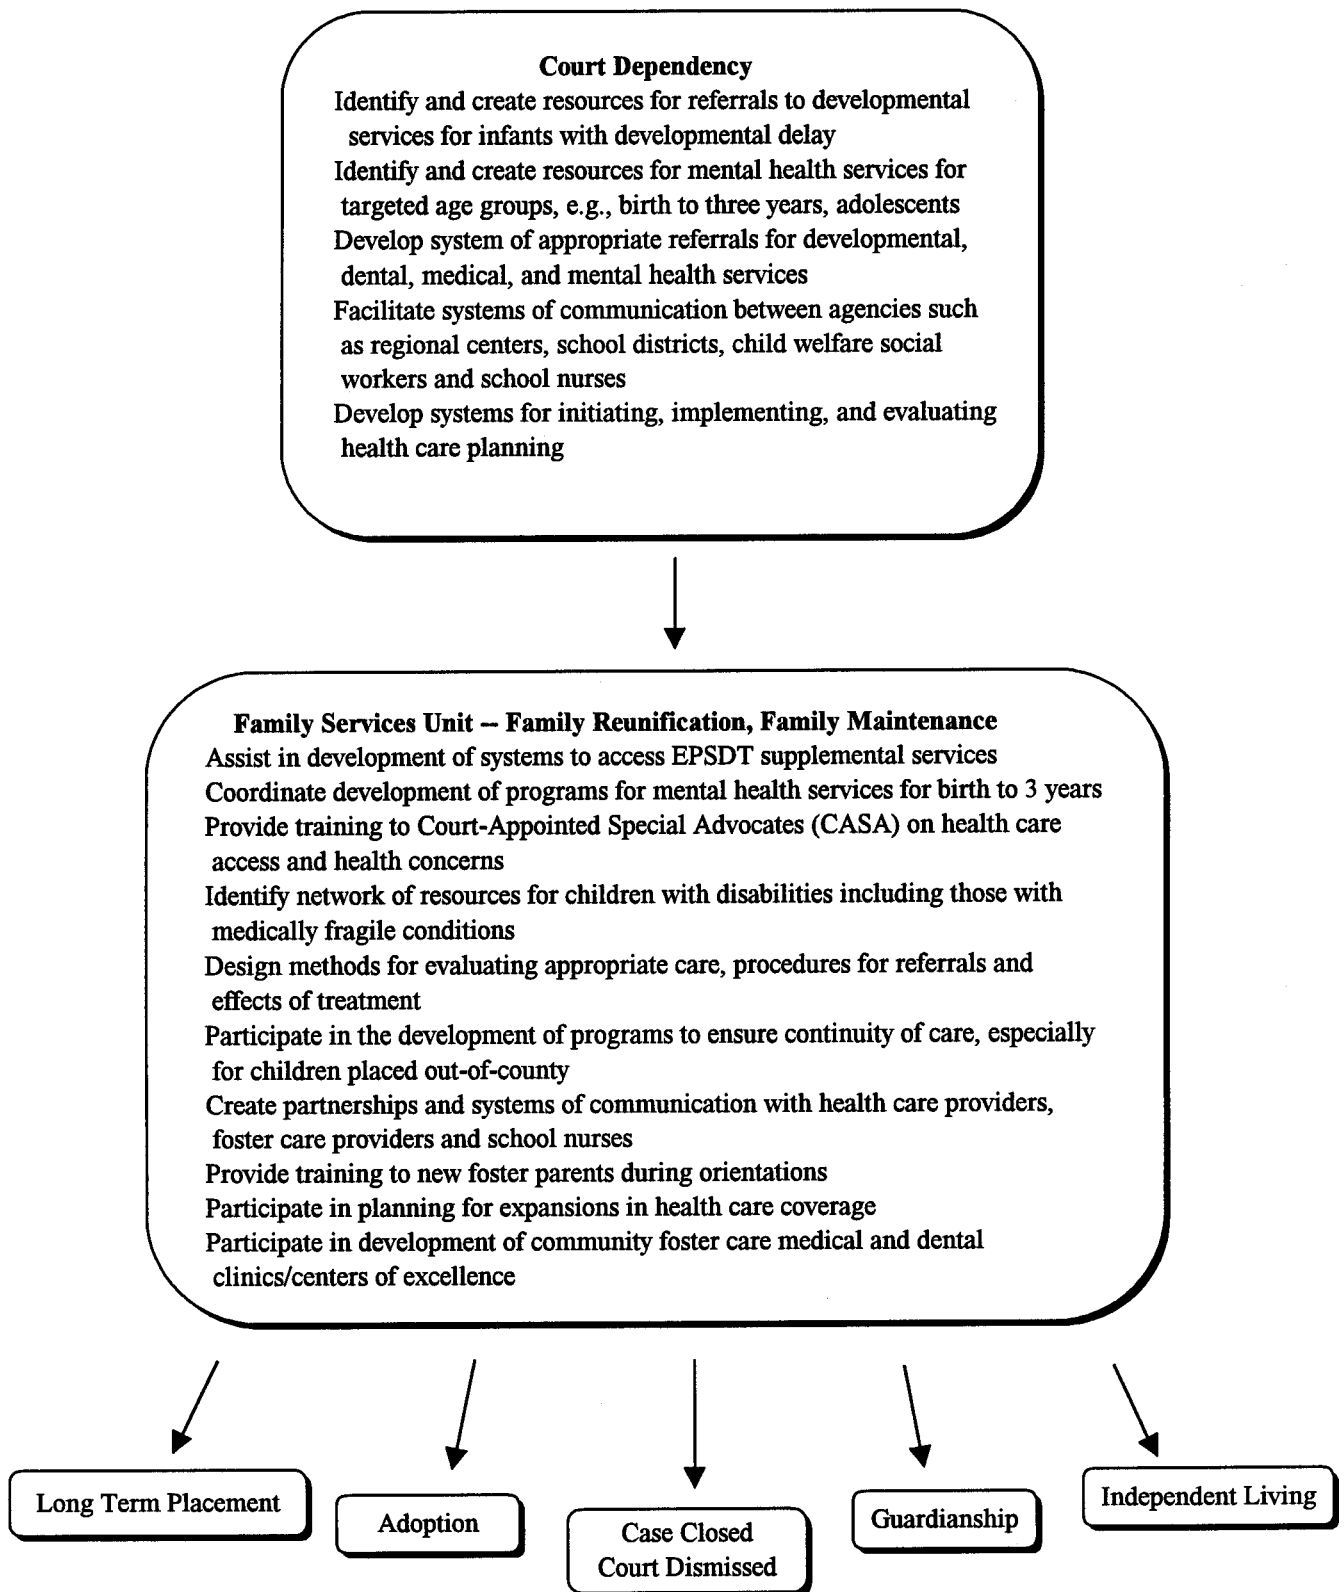 Court Dependency
Identify and create resources for referrals to developmental
services for infants with developmental delay
Identify and create resources for mental health services for
targeted age groups, e.g., birth to three years, adolescents
Develop system of appropriate referrals for developmental,
dental, medical, and mental health services
Facilitate systems of communication between agencies such
as regional centers, school districts, child welfare social
workers and school nurses
Develop systems for initiating, implementing, and evaluating
health care planning
Family Services Unit – Family Reunification, Family Maintenance
Assist in development of systems to access EPSDT supplemental services
Coordinate development of programs for mental health services for birth to 3 years
Provide training to Court-Appointed Special Advocates (CASA) on health care
access and health concerns
Identify network of resources for children with disabilities including those with
medically fragile conditions
Design methods for evaluating appropriate care, procedures for referrals and
effects of treatment
Participate in the development of programs to ensure continuity of care, especially
for children placed out-of-county
Create partnerships and systems of communication with health care providers,
foster care providers and school nurses
Provide training to new foster parents during orientations
Participate in planning for expansions in health care coverage
Participate in development of community foster care medical and dental
clinics/centers of excellence
Long Term Placement
Adoption
Case Closed
Court Dismissed
Guardianship
Independent Living